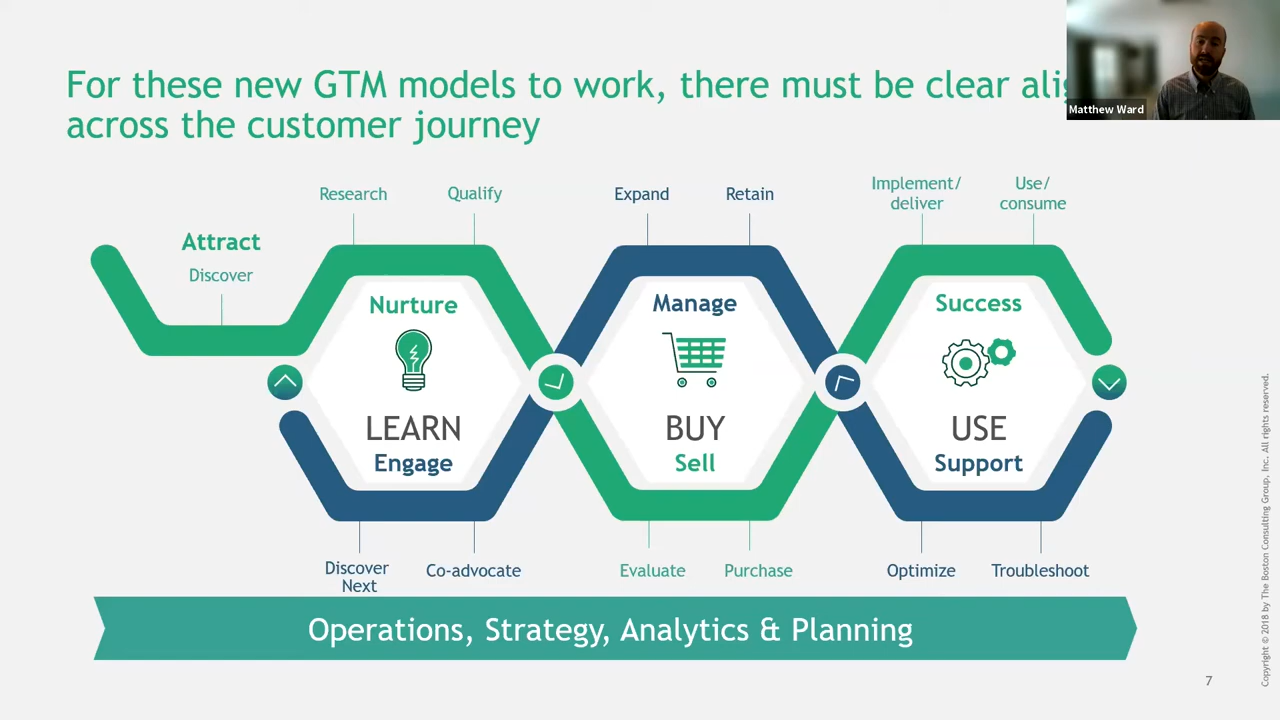 For these new GTM models to work, there must be clear
across the customer journey
Matthew Ward
Research
Qualify
Expand
Retain
Implement/
deliver
Use/
consume
Attract
Discover
Nurture
Manage
Success
LEARN
BUY
USE
Engage
Sell
Support
Discover
Next
Co-advocate
Evaluate
Purchase
Optimize
Troubleshoot
Operations, Strategy, Analytics & Planning
7
Copyright © 2018 by The Boston Consulting Group, Inc. All rights reserved.